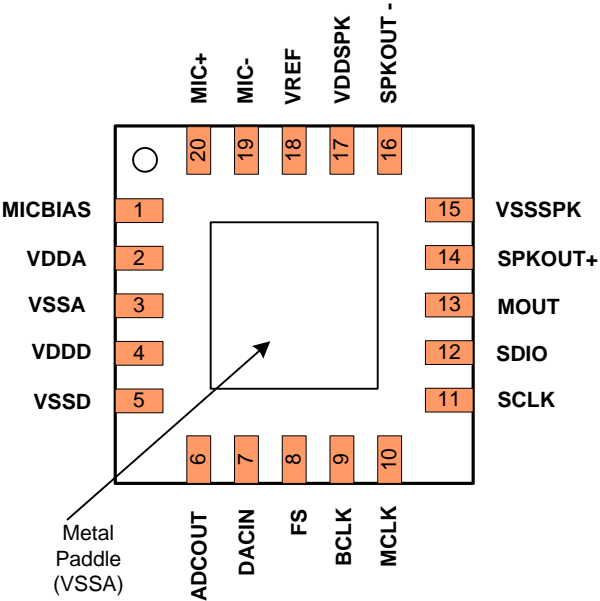 MIC+
MIC-
VREF
VDDSPK
SPKOUT -
20
19
18
17
16
MICBIAS 1
VDDA 2
VSSA 3
VDDD 4
VSSD 5
15 VSSSPK
14 SPKOUT+
13 MOUT
12 SDIO
11 SCLK
6
7
8
9
10
ADCOUT
DACIN
FS
BCLK
MCLK
Metal
Paddle
(VSSA)